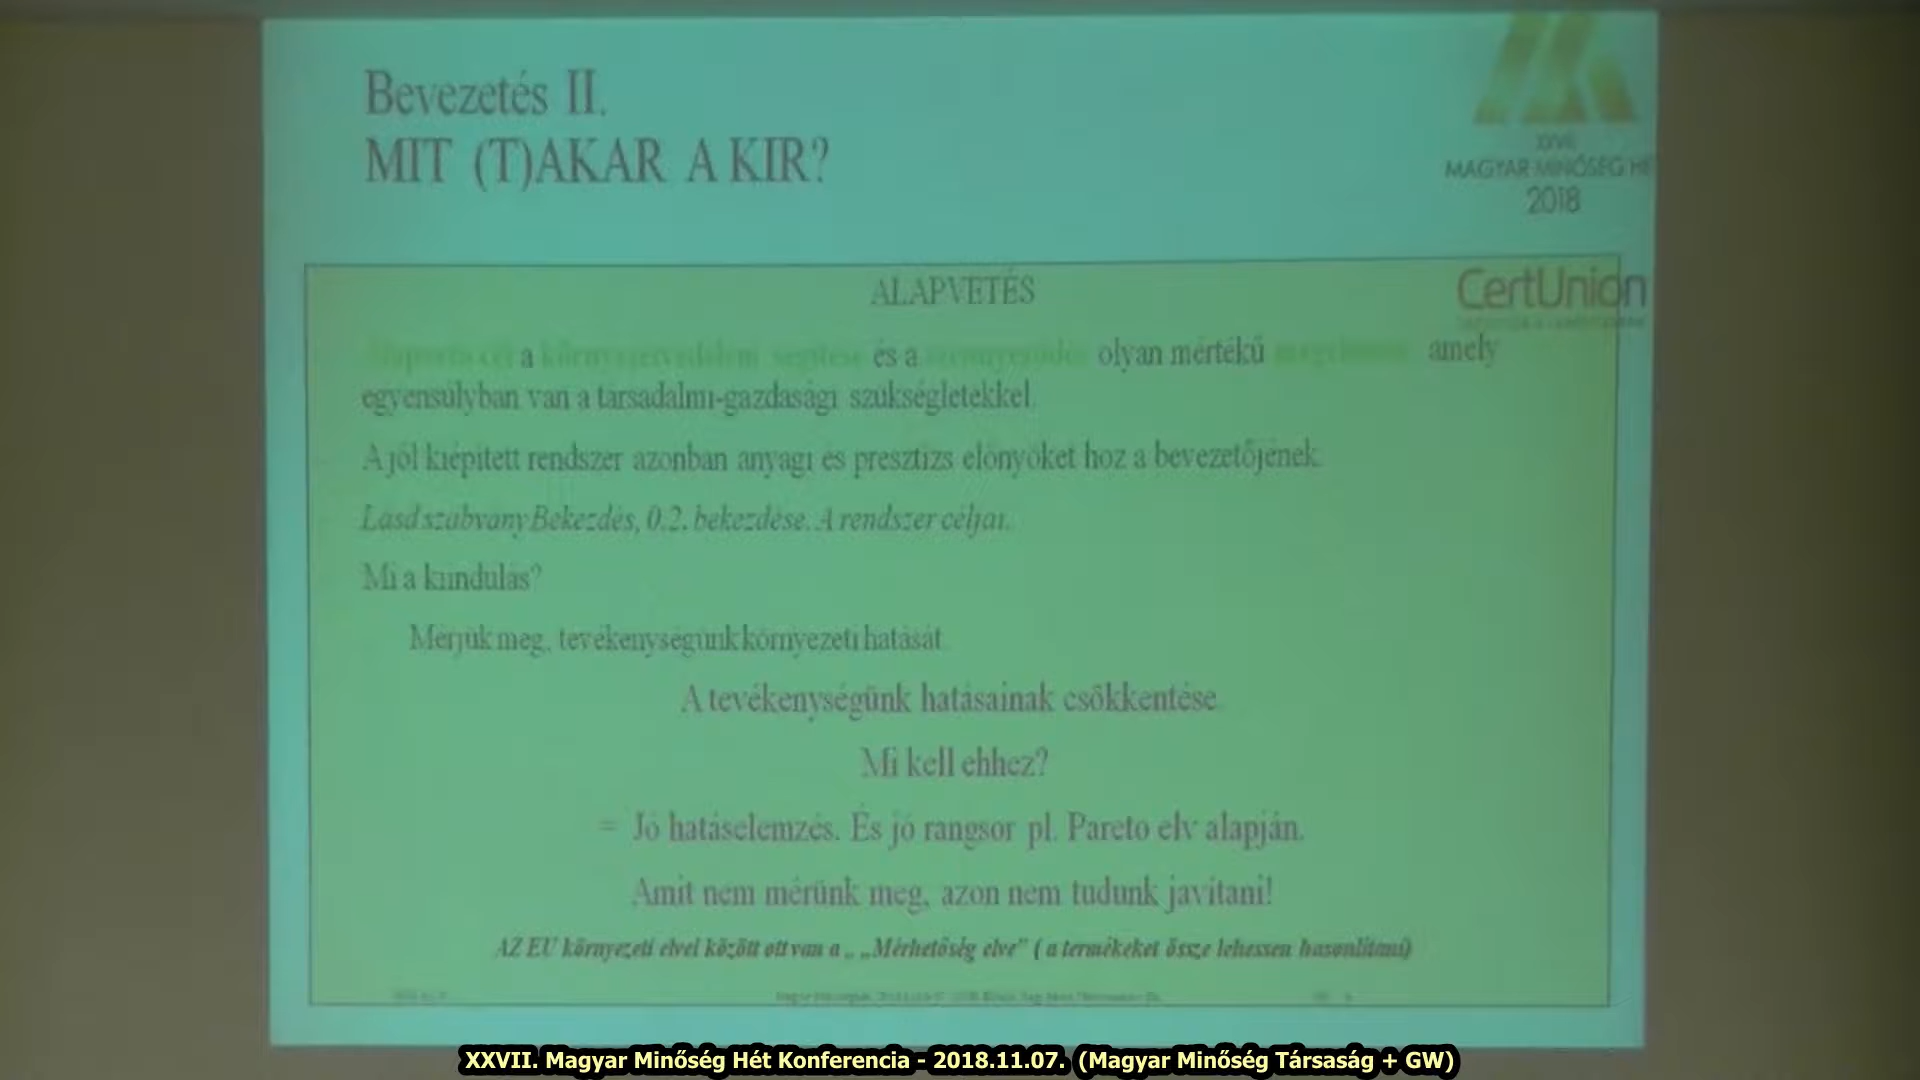 Bevezetés II.
MIT (T)AKAR A KIR?
XXVII.
MAGYAR MINŐSÉG HÉ
2018
CertUnion
ALAPVETÉS
a környezetvédelem segítése és a olyan mértékű amely
egyensúlyban van a társadalmi-gazdasági szükségletekkel.
A jól kiépített rendszer azonban anyagi és presztízs előnyöket hoz a bevezetőjének.
Lásd szabvány Bekezdés, 0.2. bekezdése. A rendszer céljai.
Mi a kiindulás?
Mérjük meg, tevékenységünk környezeti hatását.
A tevékenységünk hatásainak csökkentése.
Mi kell ehhez?
= Jó hatáselemzés. És jó rangsor pl. Pareto elv alapján.
Amit nem mérünk meg, azon nem tudunk javítani!
AZ EU környezeti elvei között ott van a „ „Mérhetőség elve” ( a termékeket össze lehessen hasonlítani)
XXVII. Magyar Minőség Hét Konferencia - 2018.11.07. (Magyar Minőség Társaság + GW)